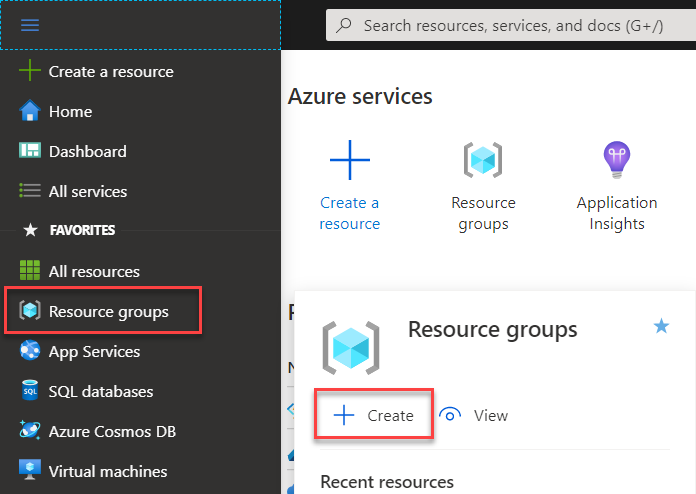 Search resources, services, and docs (G+/)
Create a resource
Home
Dashboard
All services
FAVORITES
All resources
Resource groups
App Services
SQL databases
Azure Cosmos DB
Virtual machines
Azure services
Create a
resource
Resource
groups
Application
Insights
Resource groups
Create
View
Recent resources